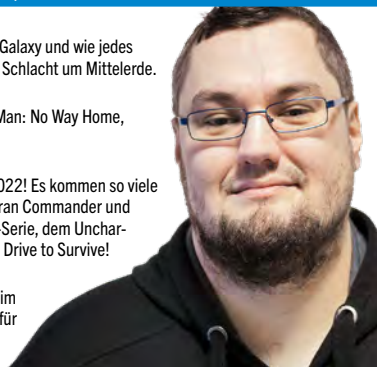 Galaxy und wie jedes
Schlacht um Mittelerde.
Man: No Way Home,
022! Es kommen so viele
ran Commander und
-Serie, dem Unchar-
Drive to Survive!
im
für